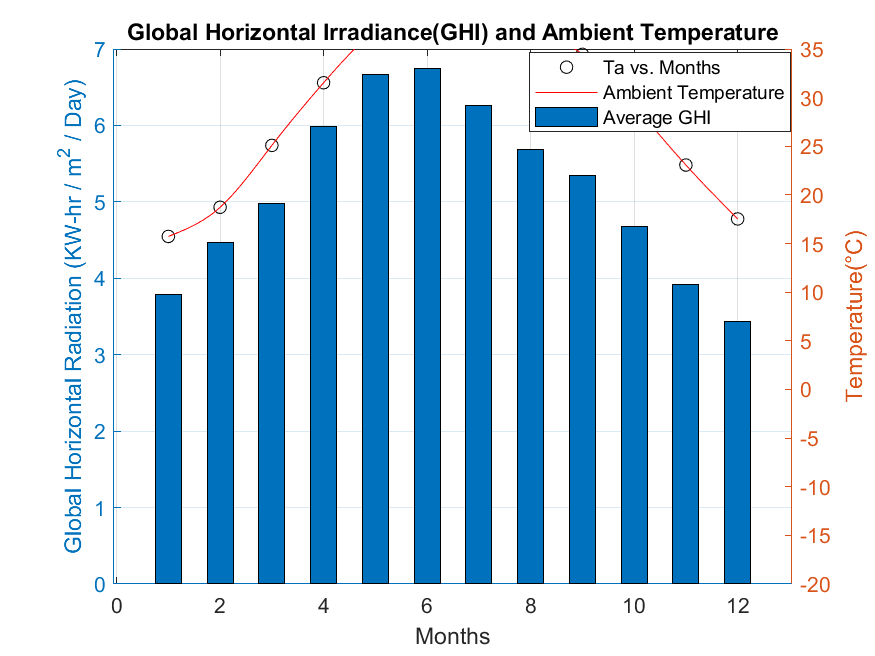 Global Horizontal Irradiance(GHI) and Ambient Temperature
Ta vs. Months
Ambient Temperature
Average GHI
Global Horizontal Radiation (KW-hr / m² / Day)
7
6
5
4
3
2
1
0
35
30
25
20
15
10
5
0
-5
-10
-15
-20
Temperature(°C)
0 2 4 6 8 10 12
Months